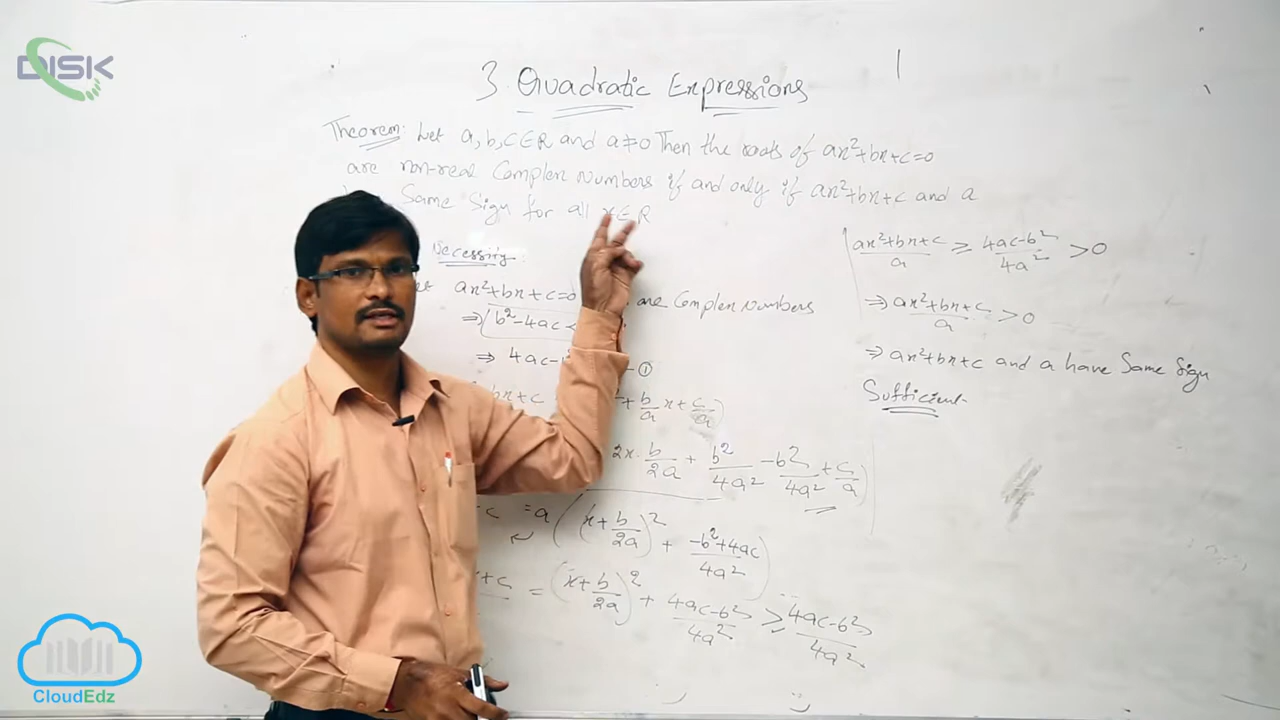 DISK
3. Quadratic Expressions
Theorem: Let a, b, c ∈ R and a ≠ 0 Then the roots of ax²+bx+c=0
are non-real Complex Numbers if and only if ax²+bx+c and a
Same Sign for all x∈R
Necessity:
ax²+bx+c=0 are Complex Numbers
⇒ b²-4ac <
⇒ 4ac-b ①
bx+c + b/a x + c/a)
2x. b/2a + b²/4a² - b²/4a² + c/a)
c = a ((x+b/2a)² + -b²+4ac/4a²)
x+c = (x+b/2a)² + 4ac-b²/4a² ≥ 4ac-b²/4a²
ax²+bx+c/a ≥ 4ac-b²/4a² > 0
⇒ ax²+bx+c/a > 0
⇒ ax²+bx+c and a have Same Sign
Sufficient
CloudEdz